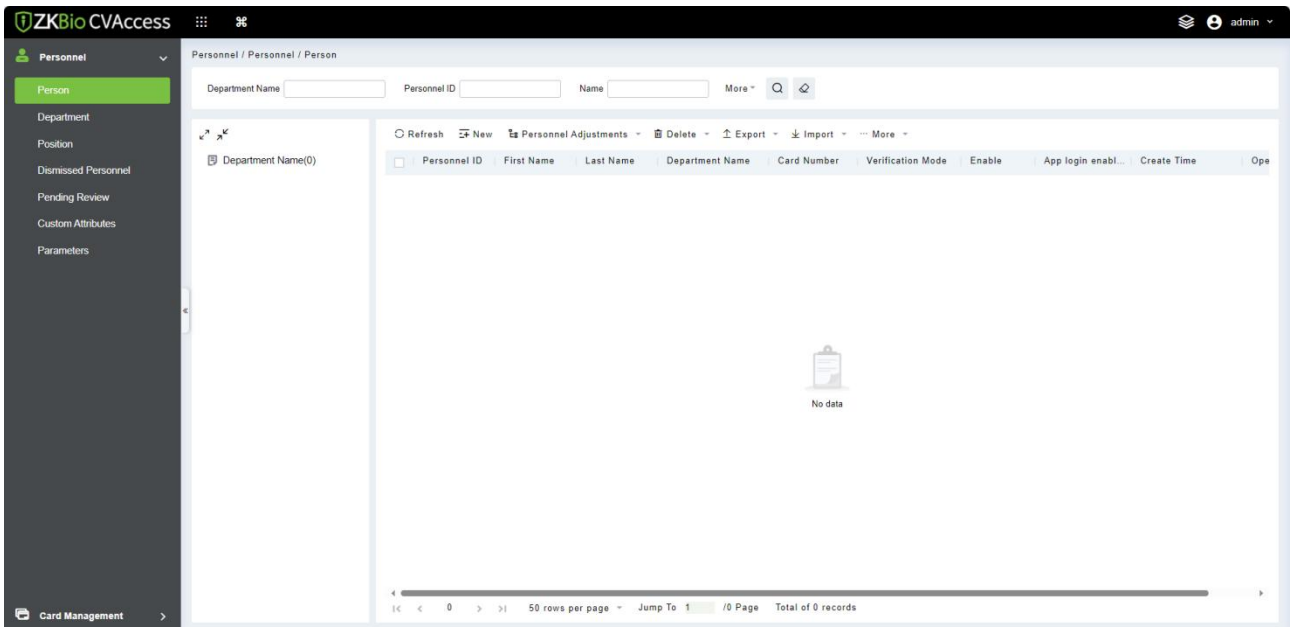 ZKBio CVAccess admin
Personnel
Personnel / Personnel / Person
Person
Department
Position
Dismissed Personnel
Pending Review
Custom Attributes
Parameters
Card Management
Department Name Personnel ID Name More
Department Name(0)
Refresh New Personnel Adjustments Delete Export Import ··· More
Personnel ID First Name Last Name Department Name Card Number Verification Mode Enable App login enabl... Create Time Ope
No data
|< < 0 > >| 50 rows per page Jump To 1 /0 Page Total of 0 records